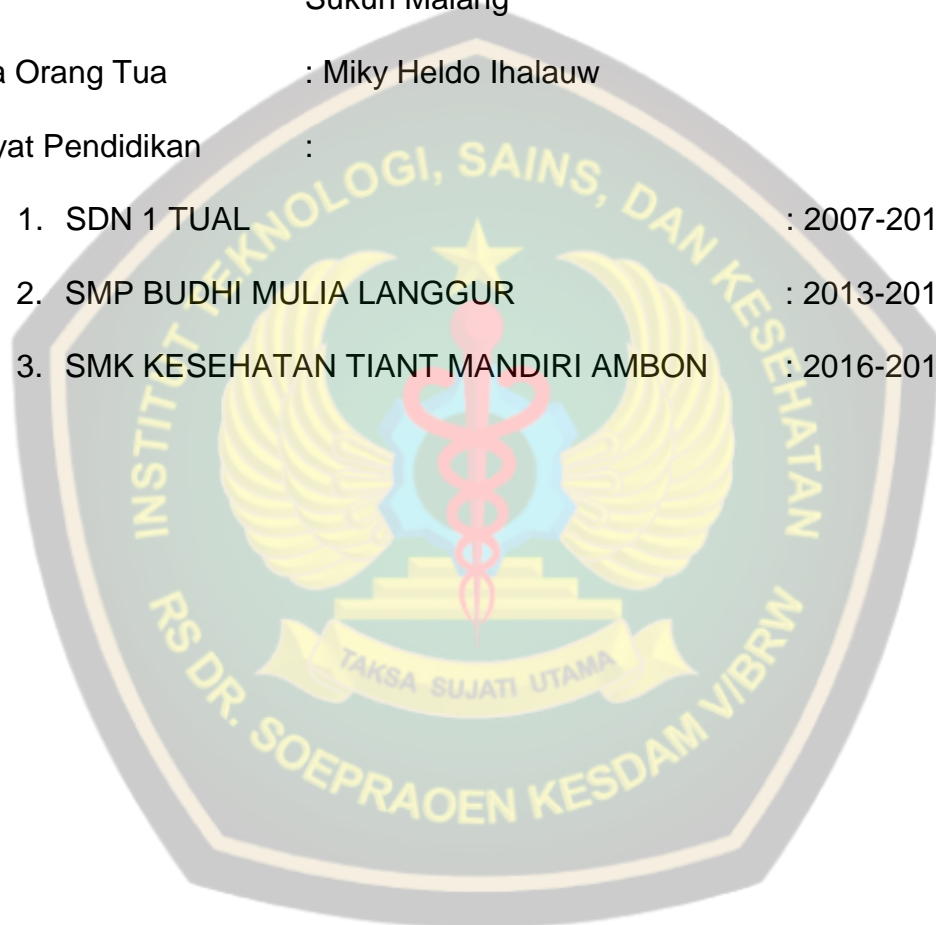 Sukun Malang
a Orang Tua : Miky Heldo Ihalauw
yat Pendidikan :
1. SDN 1 TUAL : 2007-201
2. SMP BUDHI MULIA LANGGUR : 2013-201
3. SMK KESEHATAN TIANT MANDIRI AMBON : 2016-201
INSTITUT TEKNOLOGI, SAINS, DAN KESEHATAN
TAKSA SUJATI UTAMA
RS DR. SOEPRAOEN KESDAM V/BRW